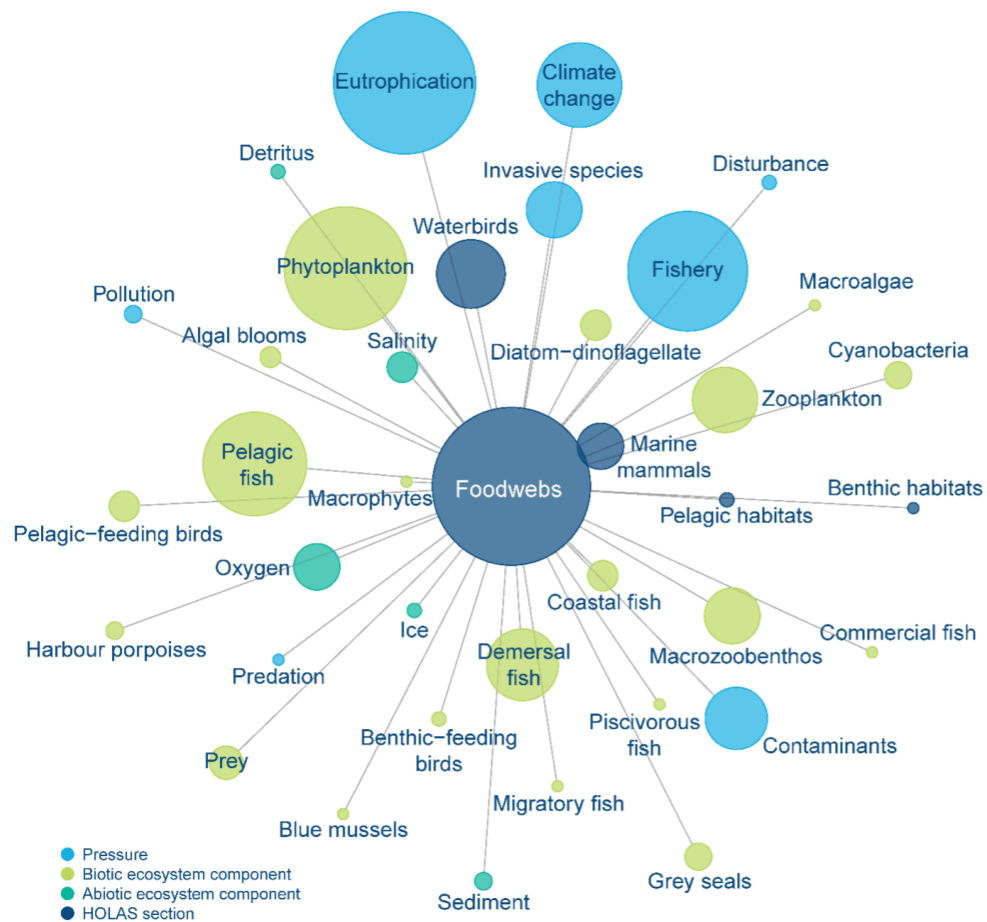 Eutrophication
Climate
change
Detritus
Invasive species
Disturbance
Waterbirds
Phytoplankton
Fishery
Macroalgae
Pollution
Algal blooms
Salinity
Diatom−dinoflagellate
Cyanobacteria
Zooplankton
Pelagic
fish
Marine
mammals
Foodwebs
Macrophytes
Benthic habitats
Pelagic habitats
Pelagic−feeding birds
Oxygen
Coastal fish
Ice
Harbour porpoises
Commercial fish
Demersal
fish
Macrozoobenthos
Predation
Piscivorous
fish
Benthic−feeding
birds
Contaminants
Prey
Migratory fish
Blue mussels
Grey seals
Sediment
Pressure
Biotic ecosystem component
Abiotic ecosystem component
HOLAS section